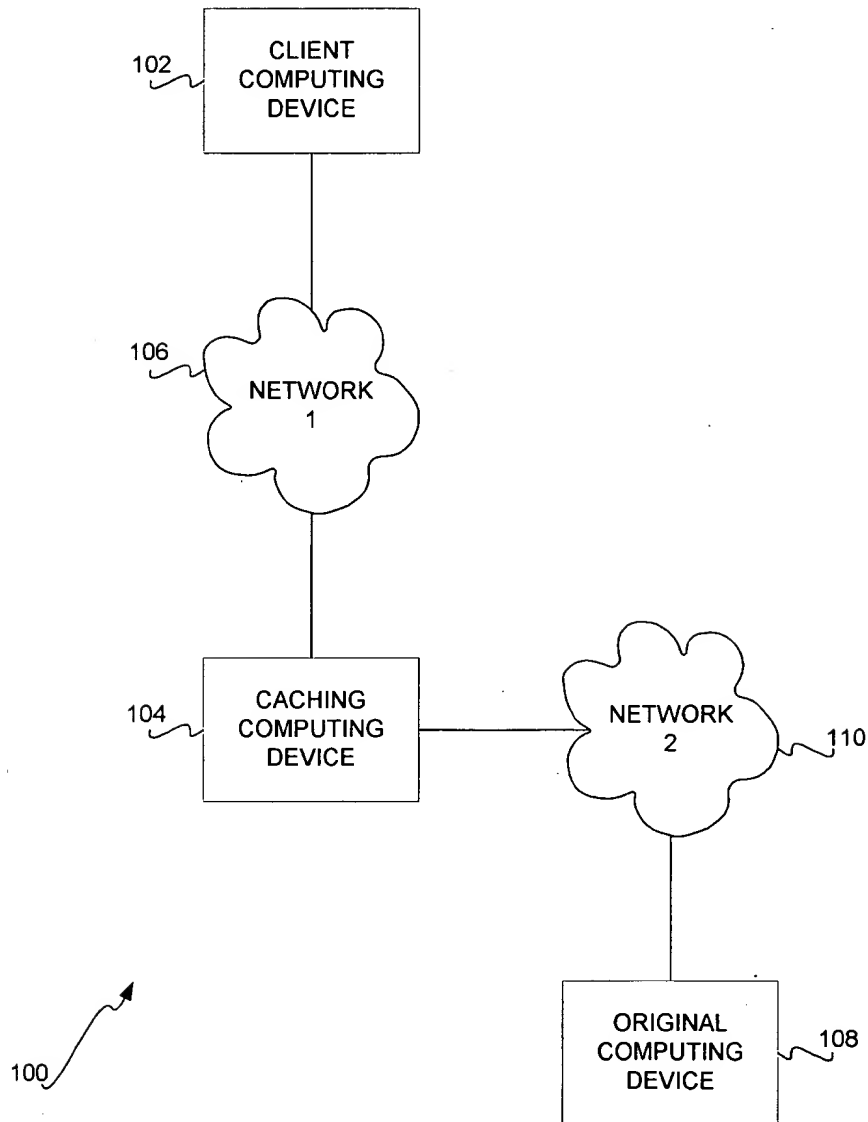 102
CLIENT
COMPUTING
DEVICE
106
NETWORK
1
104
CACHING
COMPUTING
DEVICE
NETWORK
2
110
100
ORIGINAL
COMPUTING
DEVICE
108